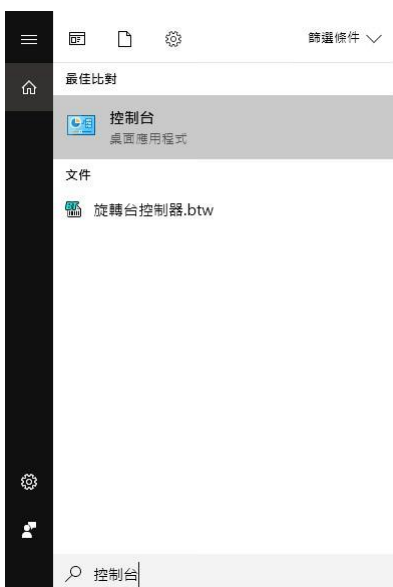 篩選條件
最佳比對
控制台
桌面應用程式
文件
旋轉台控制器.btw
控制台